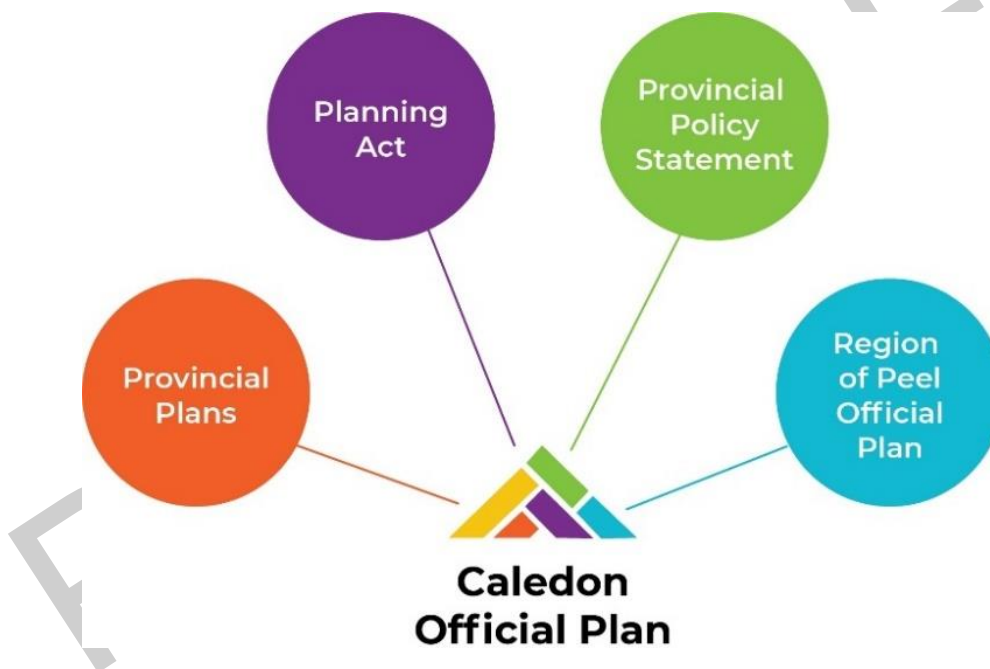 Planning
Act
Provincial
Policy
Statement
Provincial
Plans
Region
of Peel
Official
Plan
Caledon
Official Plan